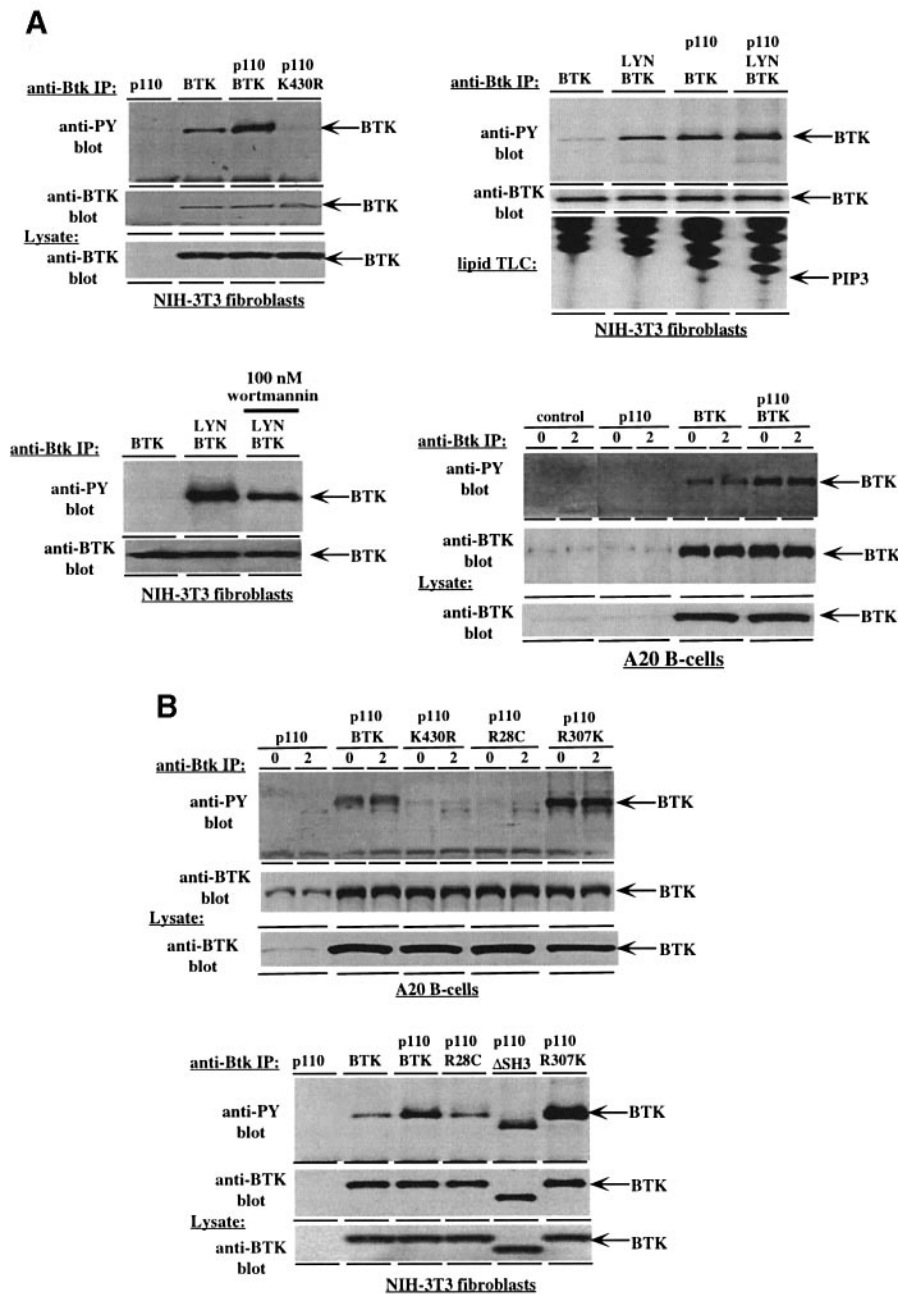 A
p110 p110
anti-Btk IP: p110 BTK BTK K430R
anti-PY
blot
BTK
anti-BTK
blot
BTK
Lysate:
anti-BTK
blot
BTK
NIH-3T3 fibroblasts
p110
LYN p110 LYN
anti-Btk IP: BTK BTK BTK BTK
anti-PY
blot
BTK
anti-BTK
blot
BTK
lipid TLC:
PIP3
NIH-3T3 fibroblasts
100 nM
wortmannin
LYN LYN
anti-Btk IP: BTK BTK BTK
anti-PY
blot
BTK
anti-BTK
blot
BTK
NIH-3T3 fibroblasts
p110
control p110 BTK BTK
anti-Btk IP: 0 2 0 2 0 2 0 2
anti-PY
blot
BTK
anti-BTK
blot
BTK
Lysate:
anti-BTK
blot
BTK
A20 B-cells
B
p110 p110 p110 p110
p110 BTK K430R R28C R307K
anti-Btk IP: 0 2 0 2 0 2 0 2 0 2
anti-PY
blot
BTK
anti-BTK
blot
BTK
Lysate:
anti-BTK
blot
BTK
A20 B-cells
p110 p110 p110 p110
anti-Btk IP: p110 BTK BTK R28C ΔSH3 R307K
anti-PY
blot
BTK
anti-BTK
blot
BTK
Lysate:
anti-BTK
blot
BTK
NIH-3T3 fibroblasts